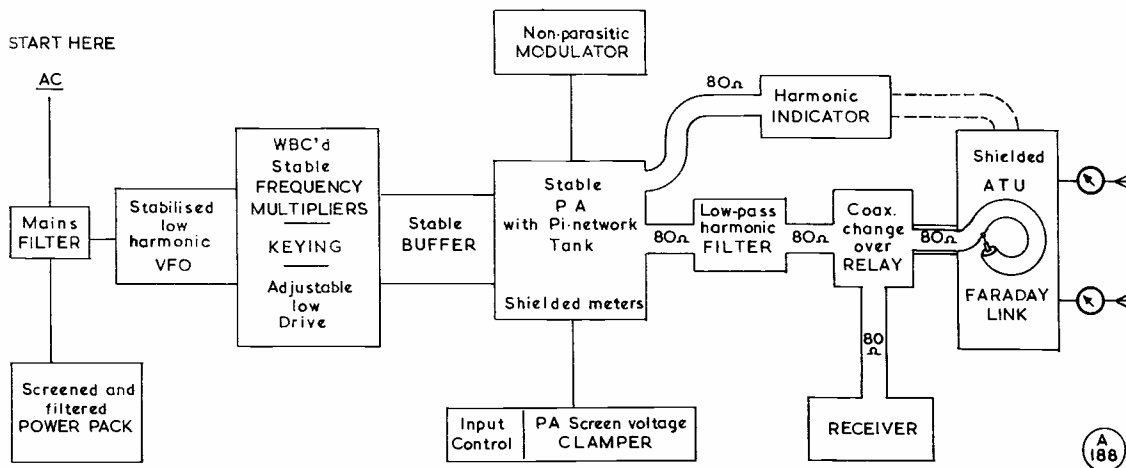 START HERE
AC
Mains
FILTER
Screened and
filtered
POWER PACK
Stabilised
low
harmonic
VFO
WBC'd
Stable
FREQUENCY
MULTIPLIERS
KEYING
Adjustable
low
Drive
Stable
BUFFER
Non-parasitic
MODULATOR
Stable
P A
with Pi-network
Tank
Shielded meters
Input
Control
PA Screen voltage
CLAMPER
80Ω
Harmonic
INDICATOR
80Ω
Low-pass
harmonic
FILTER
80Ω
Coax.
change
over
RELAY
80Ω
80
Ω
RECEIVER
Shielded
ATU
FARADAY
LINK
A
188